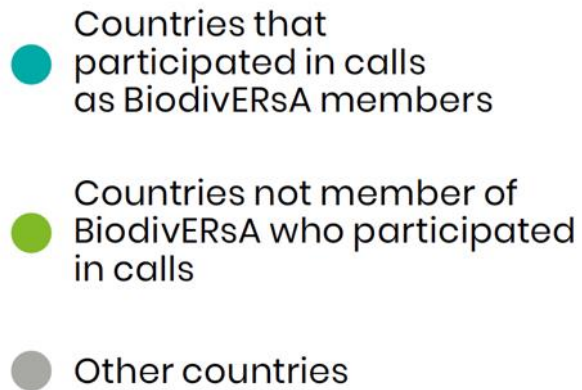 Countries that
participated in calls
as BiodivERsA members
Countries not member of
BiodivERsA who participated
in calls
Other countries